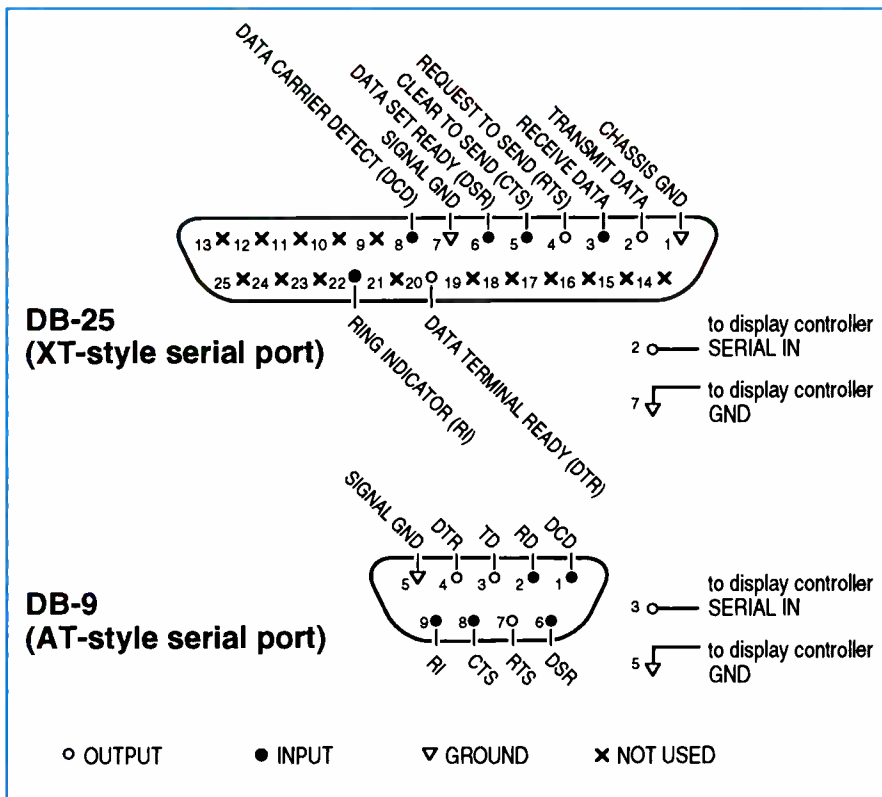 DATA CARRIER DETECT (DCD)
SIGNAL GND
DATA SET READY (DSR)
CLEAR TO SEND (CTS)
REQUEST TO SEND (RTS)
RECEIVE DATA
TRANSMIT DATA
CHASSIS GND
13 12 11 10 9 8 7 6 5 4 3 2 1
25 24 23 22 21 20 19 18 17 16 15 14
DB-25
(XT-style serial port)
RING INDICATOR (RI)
DATA TERMINAL READY (DTR)
to display controller
2 SERIAL IN
to display controller
7 GND
SIGNAL GND
DTR
TD
RD
DCD
5 4 3 2 1
9 8 7 6
RI
CTS
RTS
DSR
DB-9
(AT-style serial port)
to display controller
3 SERIAL IN
to display controller
5 GND
OUTPUT INPUT GROUND NOT USED